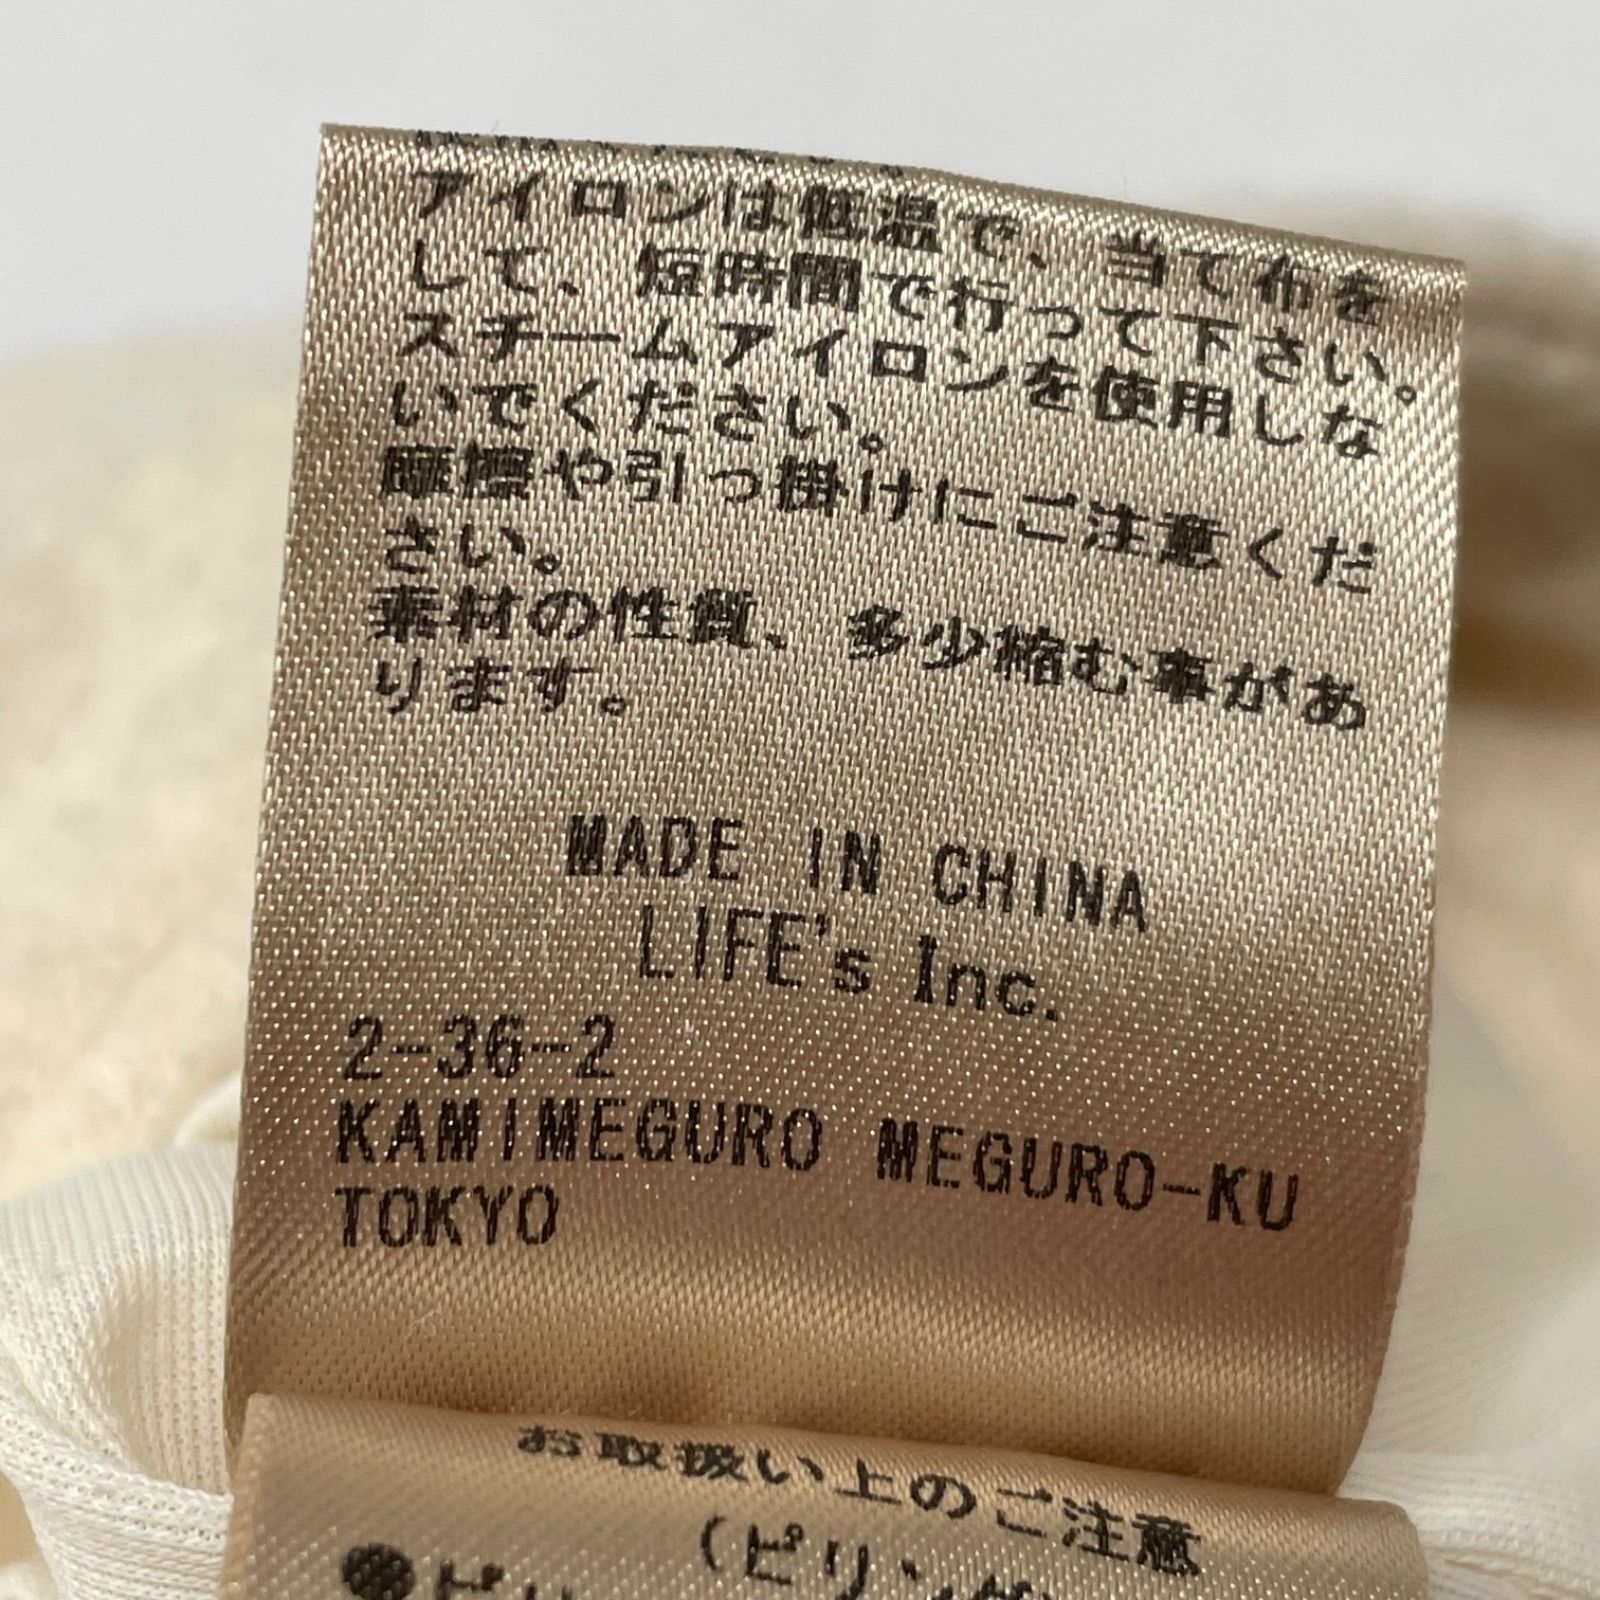 アイロンは低温で、当て布を
して、短時間で行って下さい。
スチームアイロンを使用しな
いでください。
摩擦や引っ掛けにご注意くだ
さい。
素材の性質、多少縮む事があ
ります。
MADE IN CHINA
LIFE's Inc.
2-36-2
KAMIMEGURO MEGURO-KU
TOKYO
お取扱い上のご注意
(ピリング)